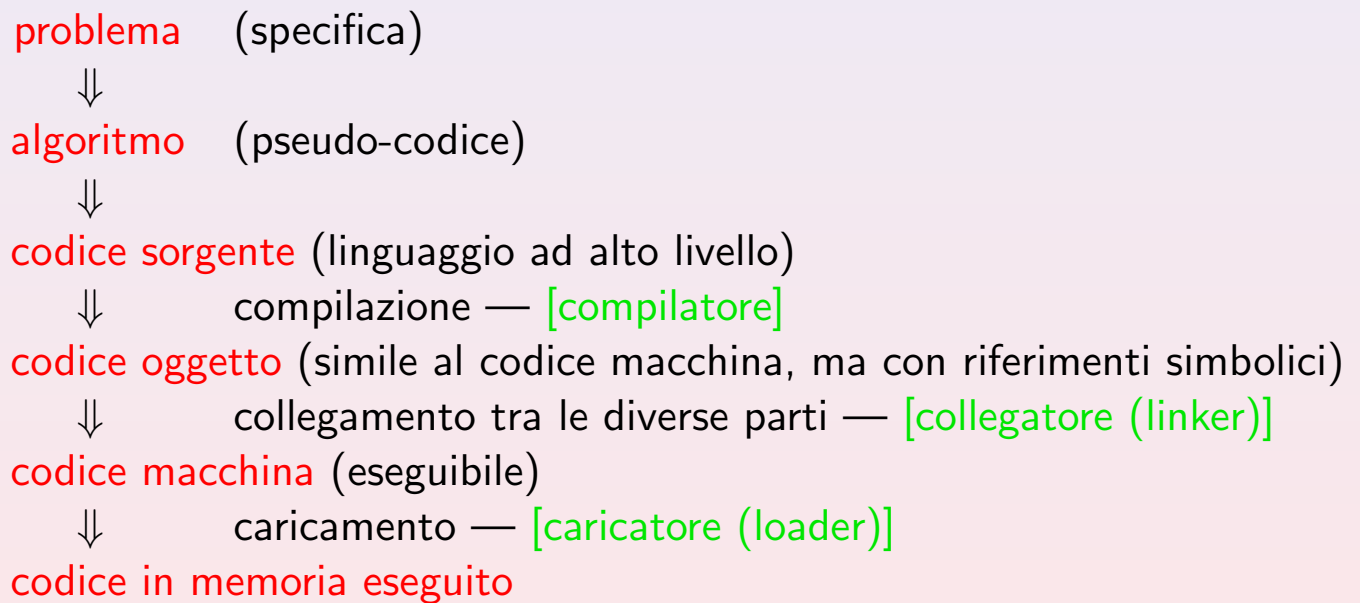 problema (specifica)
⇓
algoritmo (pseudo-codice)
⇓
codice sorgente (linguaggio ad alto livello)
⇓ compilazione — [compilatore]
codice oggetto (simile al codice macchina, ma con riferimenti simbolici)
⇓ collegamento tra le diverse parti — [collegatore (linker)]
codice macchina (eseguibile)
⇓ caricamento — [caricatore (loader)]
codice in memoria eseguito